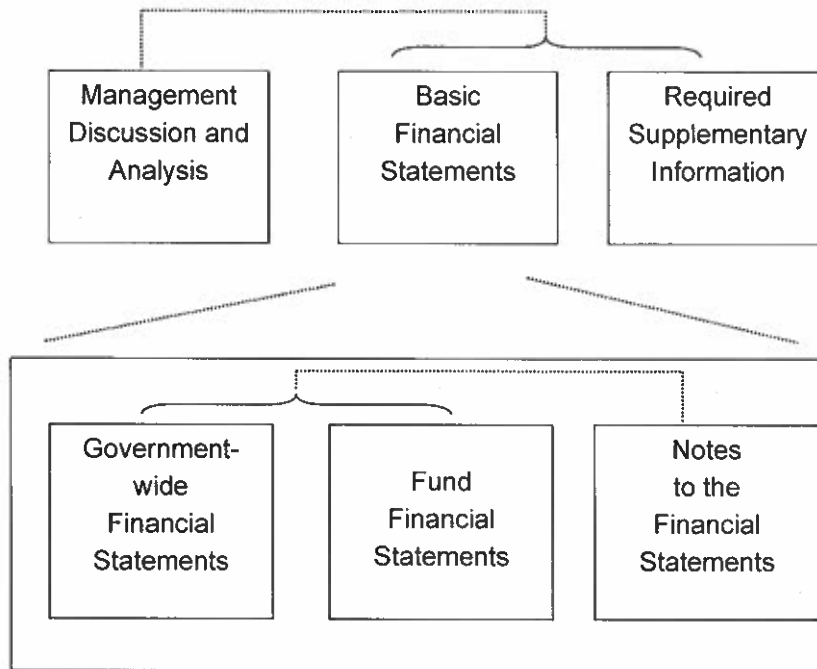 Management
Discussion and
Analysis
Basic
Financial
Statements
Required
Supplementary
Information
Government-
wide
Financial
Statements
Fund
Financial
Statements
Notes
to the
Financial
Statements